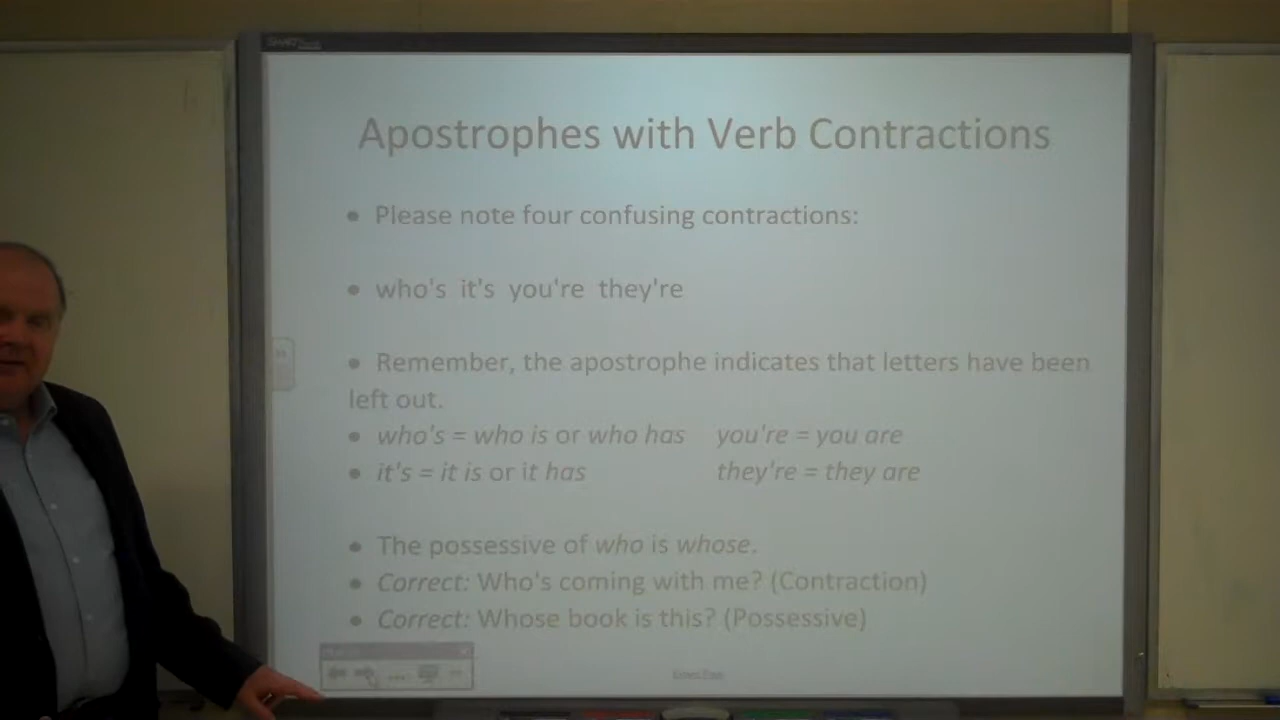 Apostrophes with Verb Contractions
• Please note four confusing contractions:
• who's it's you're they're
• Remember, the apostrophe indicates that letters have been
left out.
• who's = who is or who has you're = you are
• it's = it is or it has they're = they are
• The possessive of who is whose.
• Correct: Who's coming with me? (Contraction)
• Correct: Whose book is this? (Possessive)